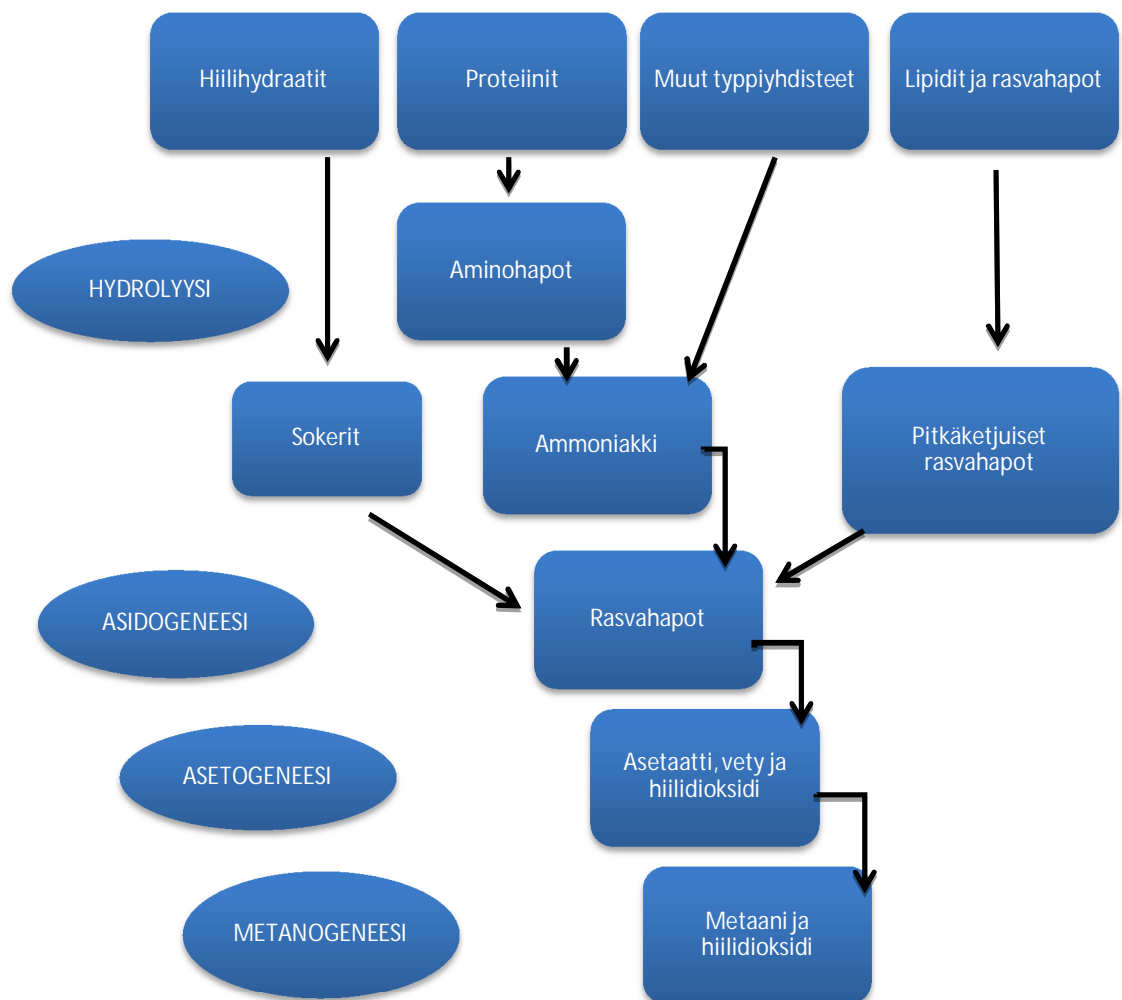 Hiilihydraatit
Proteiinit
Muut typpiyhdisteet
Lipidit ja rasvahapot
Aminohapot
HYDROLYYSI
Sokerit
Ammoniakki
Pitkäketjuiset
rasvahapot
ASIDOGENEESI
Rasvahapot
ASETOGENEESI
Asetaatti, vety ja
hiilidioksidi
METANOGENEESI
Metaani ja
hiilidioksidi